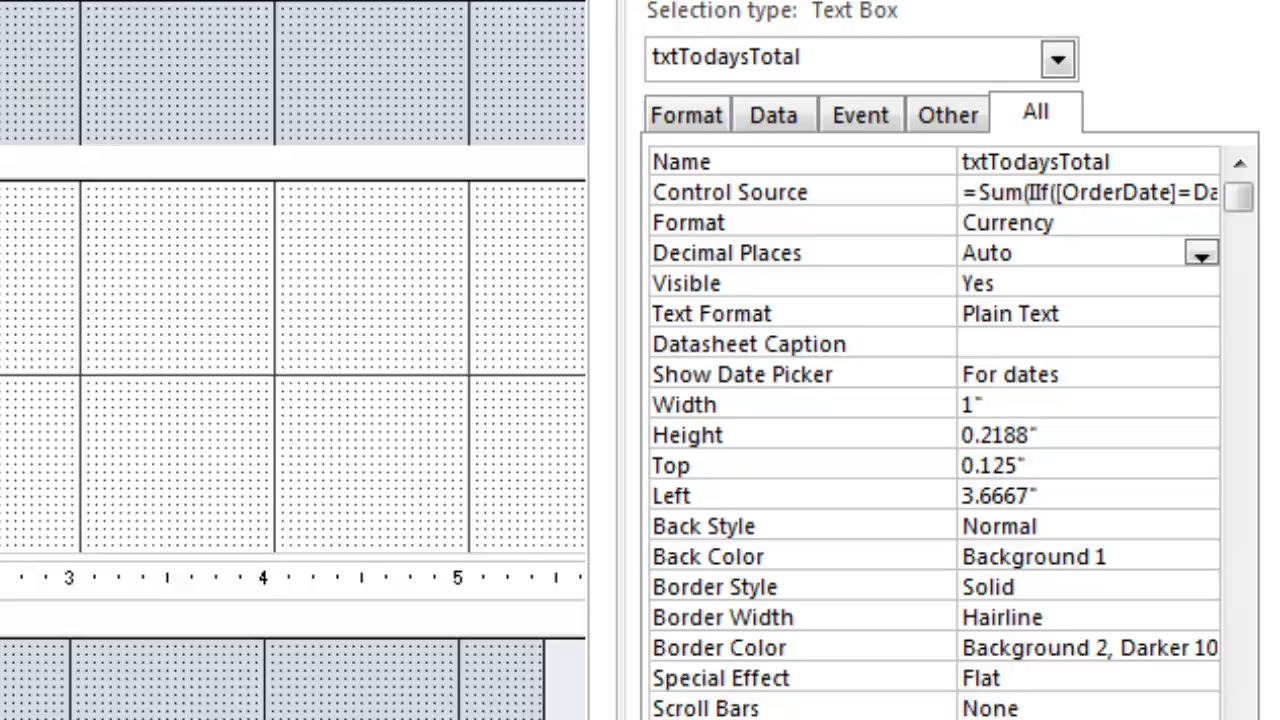 Selection type: Text Box
txtTodaysTotal
Format Data Event Other All
Name txtTodaysTotal
Control Source =Sum(IIf([OrderDate]=Da
Format Currency
Decimal Places Auto
Visible Yes
Text Format Plain Text
Datasheet Caption
Show Date Picker For dates
Width 1"
Height 0.2188"
Top 0.125"
Left 3.6667"
Back Style Normal
Back Color Background 1
Border Style Solid
Border Width Hairline
Border Color Background 2, Darker 10
Special Effect Flat
Scroll Bars None
3 4 5